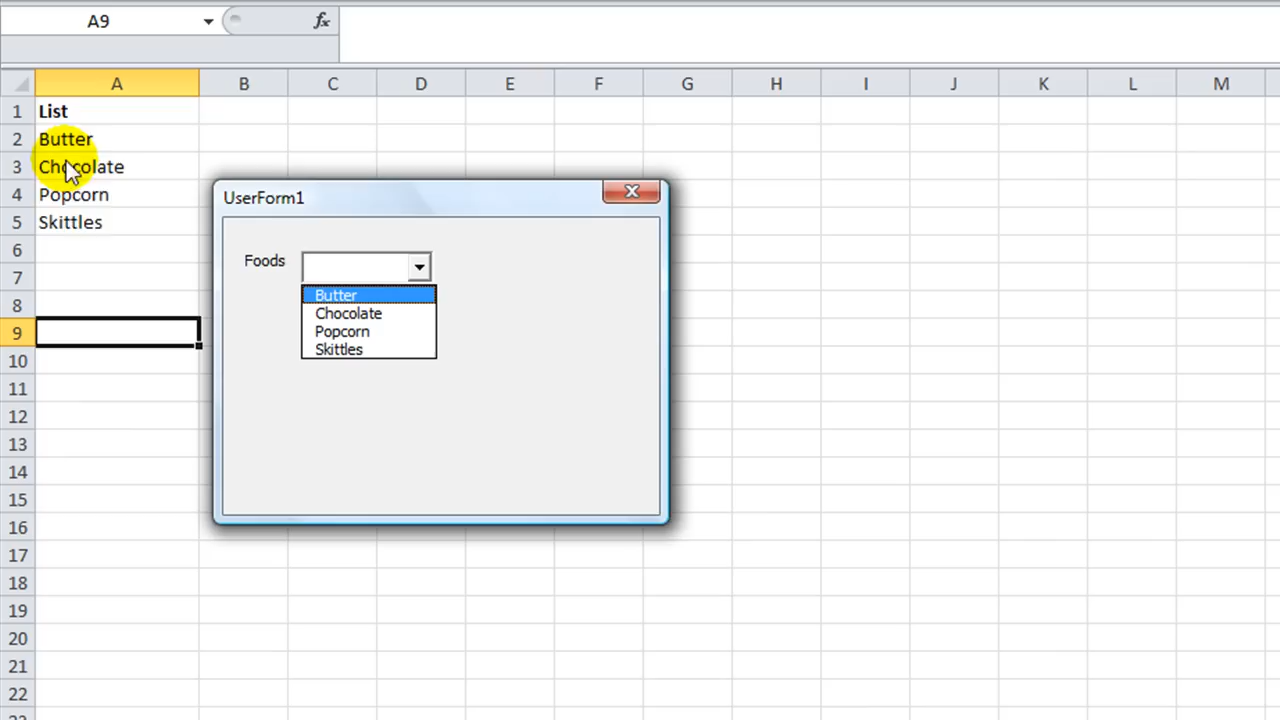 A9 fx
A B C D E F G H I J K L M
1 List
2 Butter
3 Chocolate
4 Popcorn
5 Skittles
6
7
8
9
10
11
12
13
14
15
16
17
18
19
20
21
22
UserForm1
Foods
Butter
Chocolate
Popcorn
Skittles